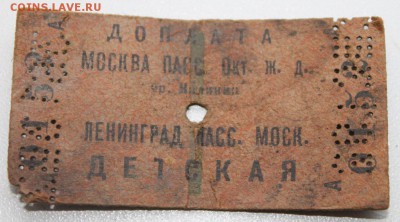 COINS.LAVE.RU
ДОПЛАТА
МОСКВА ПАСС. ОКТ. Ж. Д.
ЛЕНИНГРАД ПАСС. МОСК.
ДЕТСКАЯ